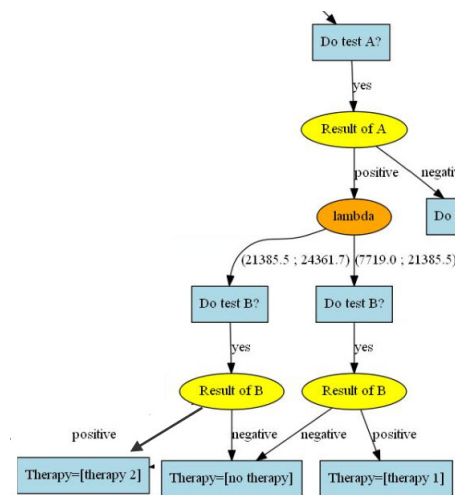 Do test A?
yes
Result of A
positive
negativ
lambda
Do
(21385.5 ; 24361.7)
(7719.0 ; 21385.5)
Do test B?
Do test B?
yes
yes
Result of B
Result of B
positive
negative
negative
positive
Therapy=[therapy 2]
Therapy=[no therapy]
Therapy=[therapy 1]